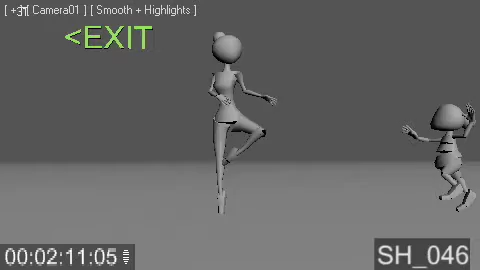 [ + ] [ Camera01 ] [ Smooth + Highlights ]
<EXIT
00:02:11:05
SH_046